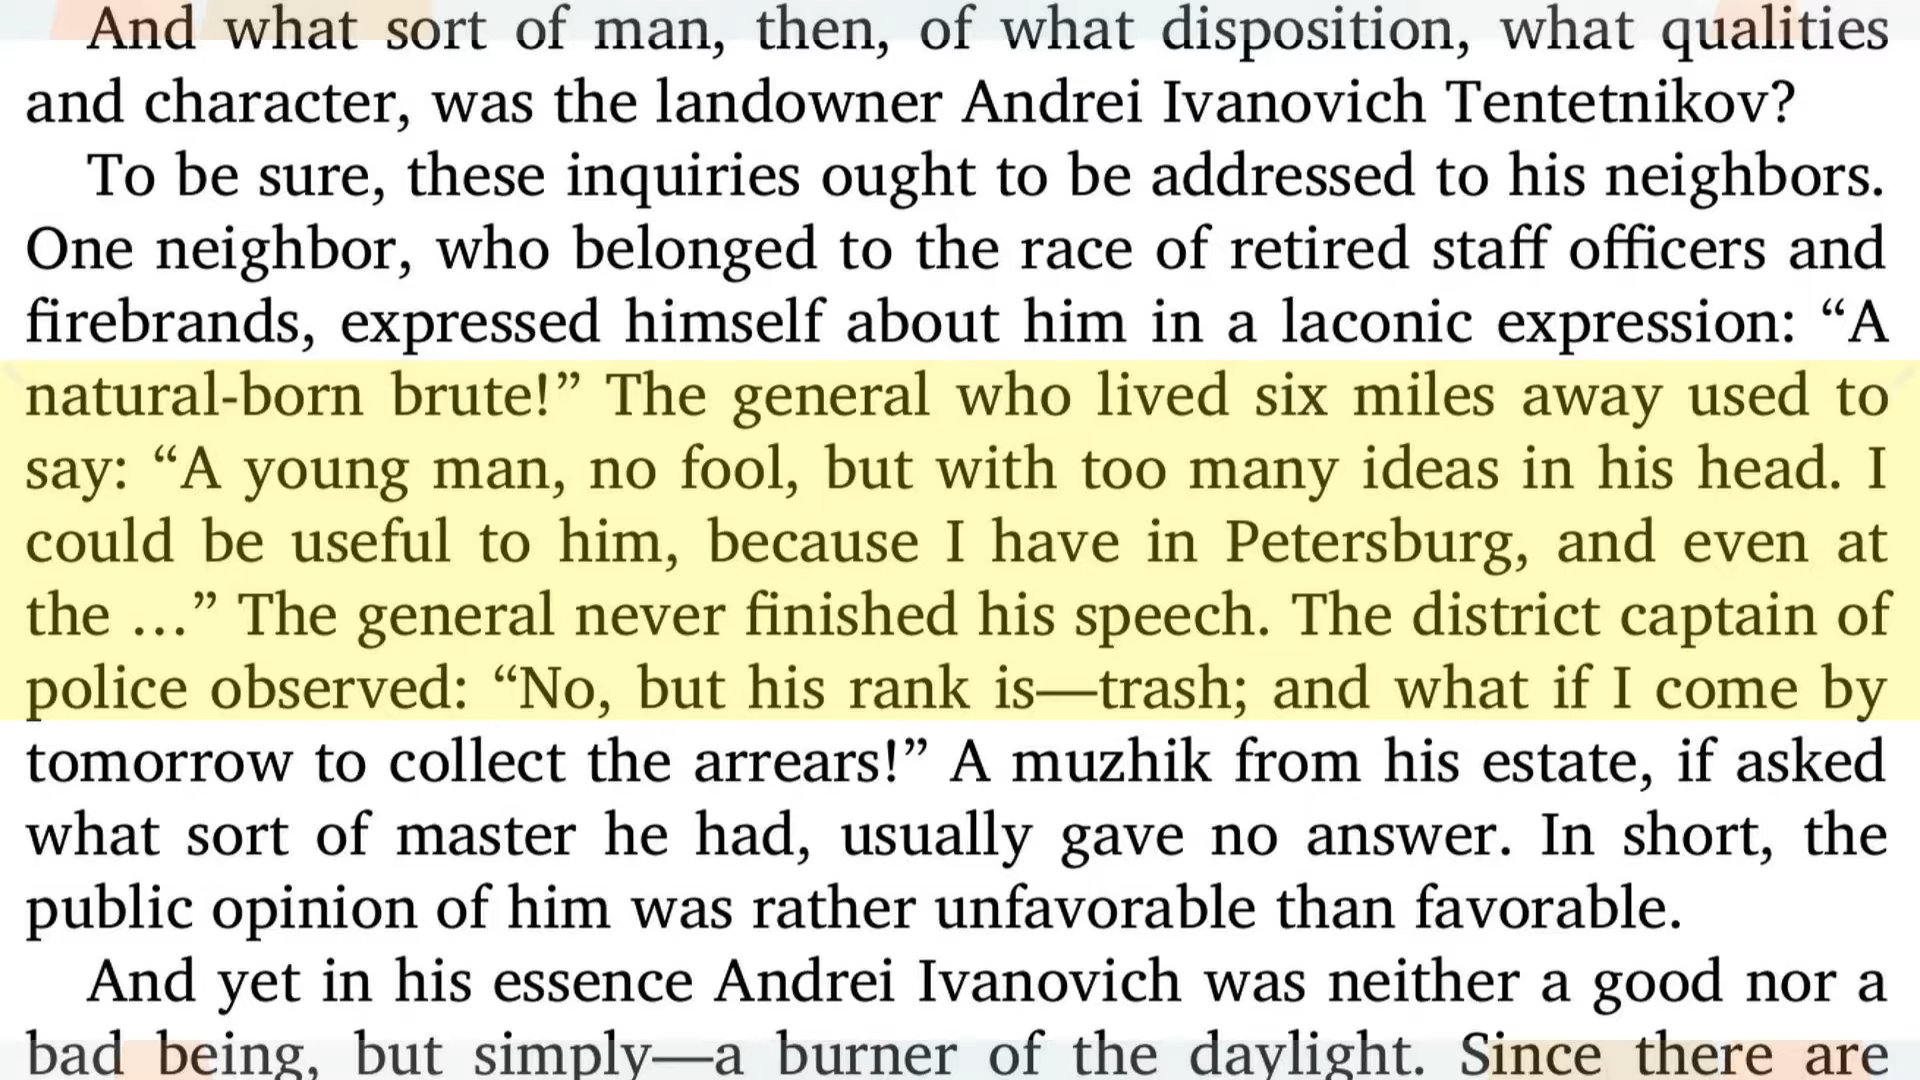 And what sort of man, then, of what disposition, what qualities
and character, was the landowner Andrei Ivanovich Tentetnikov?
To be sure, these inquiries ought to be addressed to his neighbors.
One neighbor, who belonged to the race of retired staff officers and
firebrands, expressed himself about him in a laconic expression: “A
natural-born brute!” The general who lived six miles away used to
say: “A young man, no fool, but with too many ideas in his head. I
could be useful to him, because I have in Petersburg, and even at
the …” The general never finished his speech. The district captain of
police observed: “No, but his rank is—trash; and what if I come by
tomorrow to collect the arrears!” A muzhik from his estate, if asked
what sort of master he had, usually gave no answer. In short, the
public opinion of him was rather unfavorable than favorable.
And yet in his essence Andrei Ivanovich was neither a good nor a
bad being, but simply—a burner of the daylight. Since there are